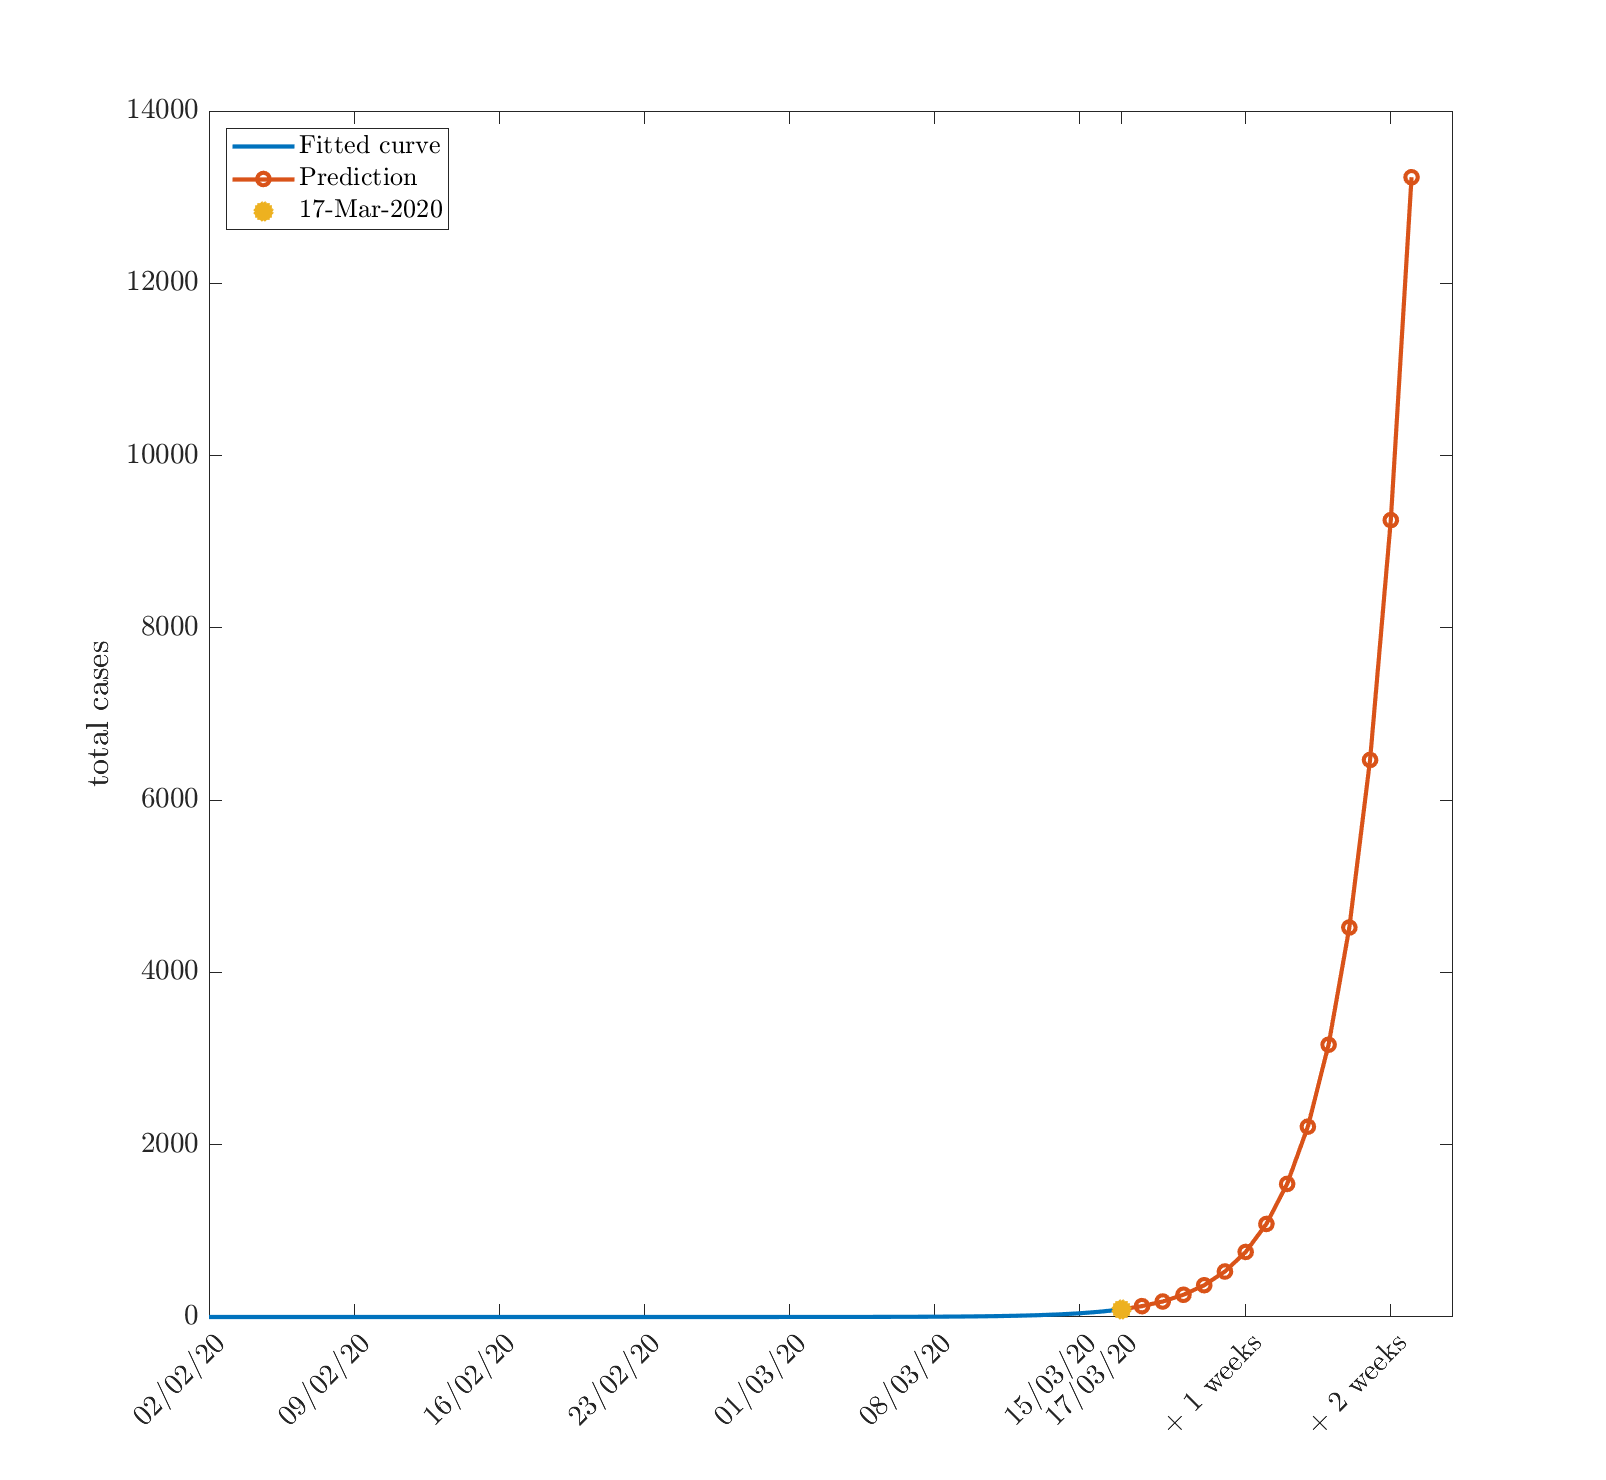 14000
12000
10000
8000
6000
4000
2000
0
total cases
Fitted curve
Prediction
17-Mar-2020
02/02/20
09/02/20
16/02/20
23/02/20
01/03/20
08/03/20
15/03/20
17/03/20
+ 1 weeks
+ 2 weeks